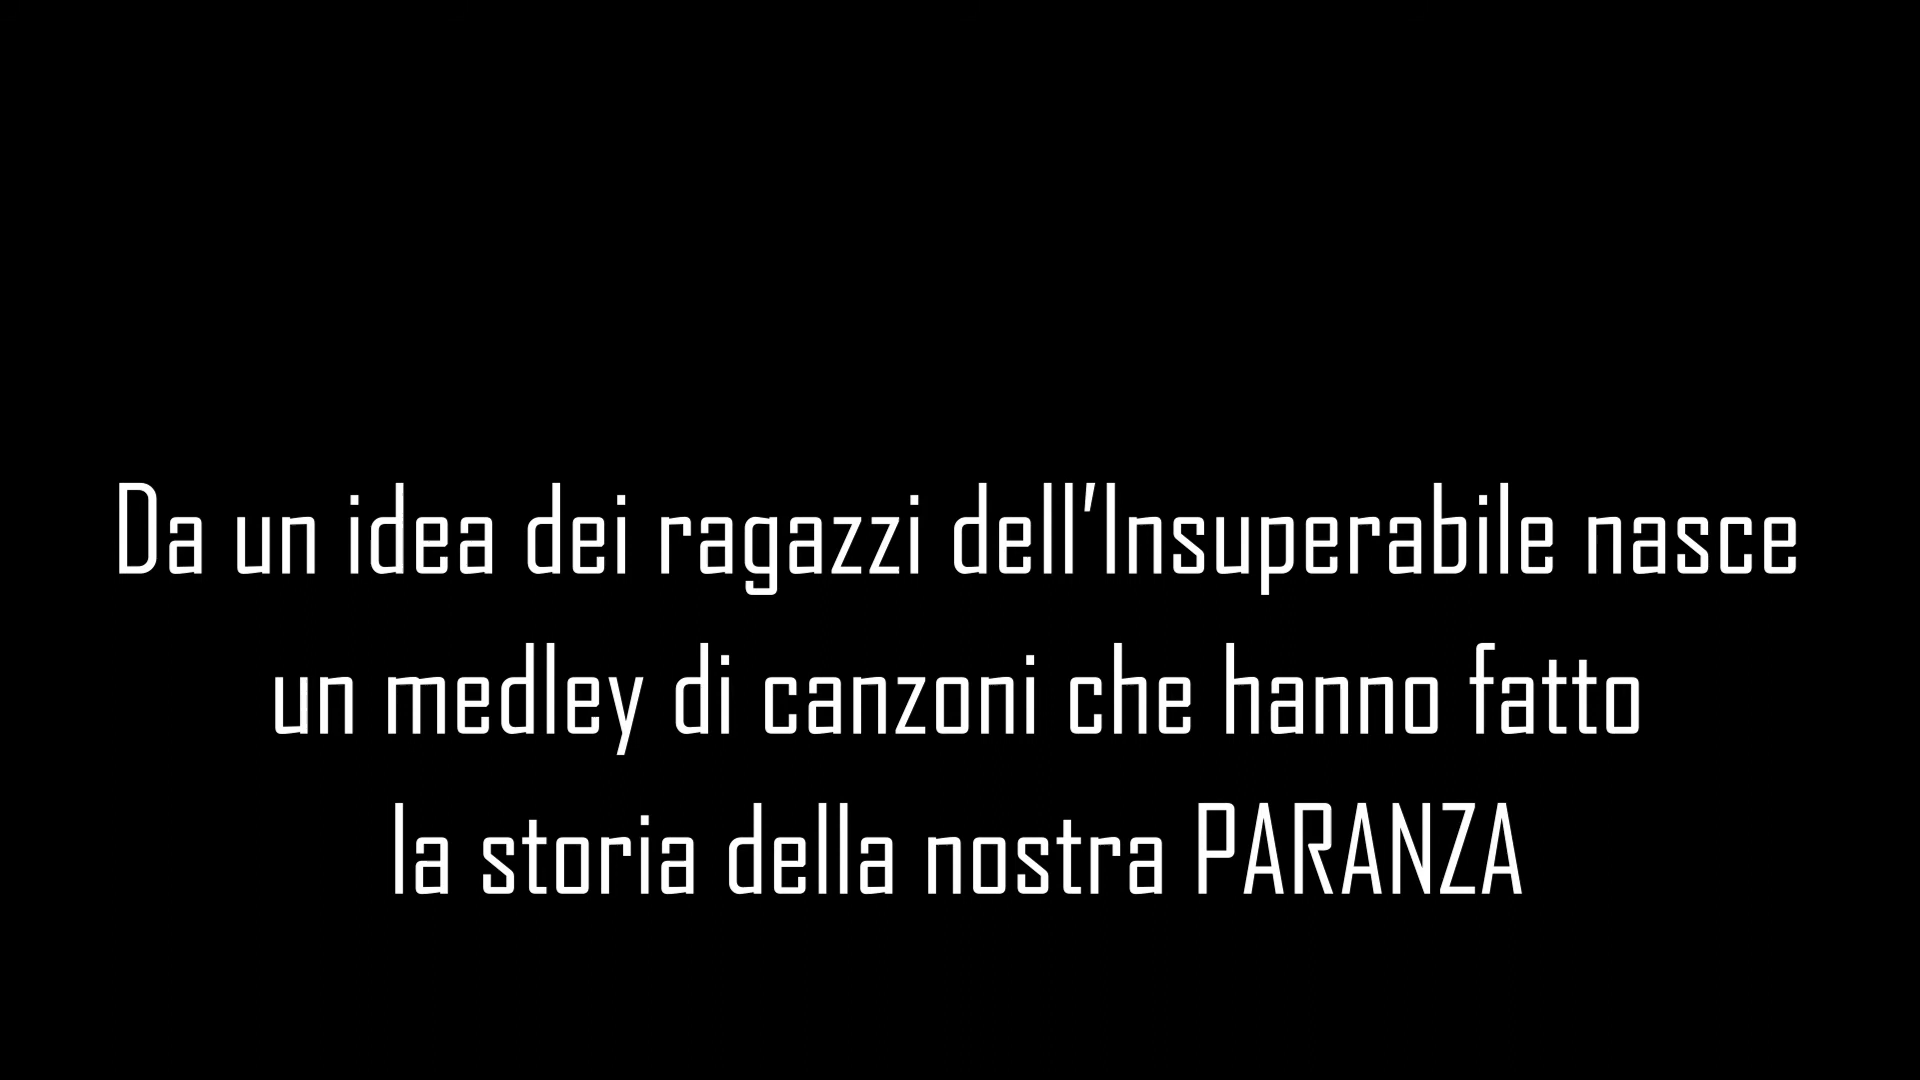 Da un idea dei ragazzi dell’Insuperabile nasce
un medley di canzoni che hanno fatto
la storia della nostra PARANZA